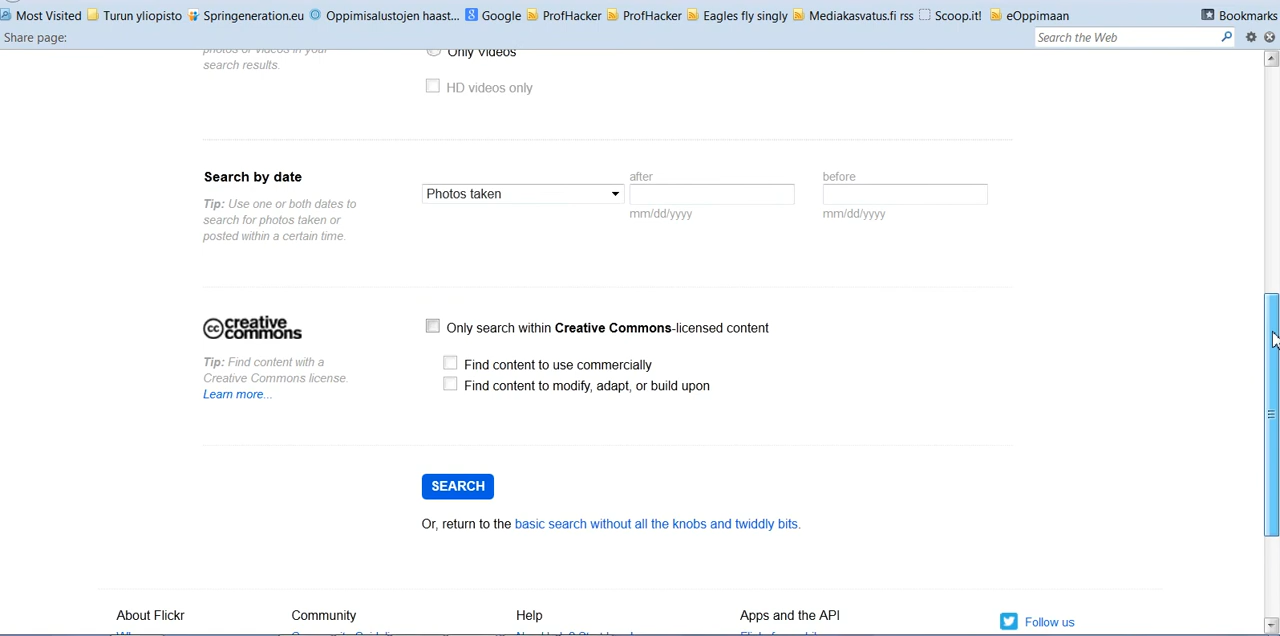 Most Visited Turun yliopisto Springeneration.eu Oppimisalustojen haast... Google ProfHacker ProfHacker Eagles fly singly Mediakasvatus.fi rss Scoop.it! eOppimaan Bookmarks
Share page: Search the Web
photos or videos in your
search results.
Only Videos
HD videos only
Search by date
Tip: Use one or both dates to
search for photos taken or
posted within a certain time.
Photos taken
after
before
mm/dd/yyyy
mm/dd/yyyy
cc creative
commons
Tip: Find content with a
Creative Commons license.
Learn more...
Only search within Creative Commons-licensed content
Find content to use commercially
Find content to modify, adapt, or build upon
SEARCH
Or, return to the basic search without all the knobs and twiddly bits.
About Flickr Community Help Apps and the API
Follow us